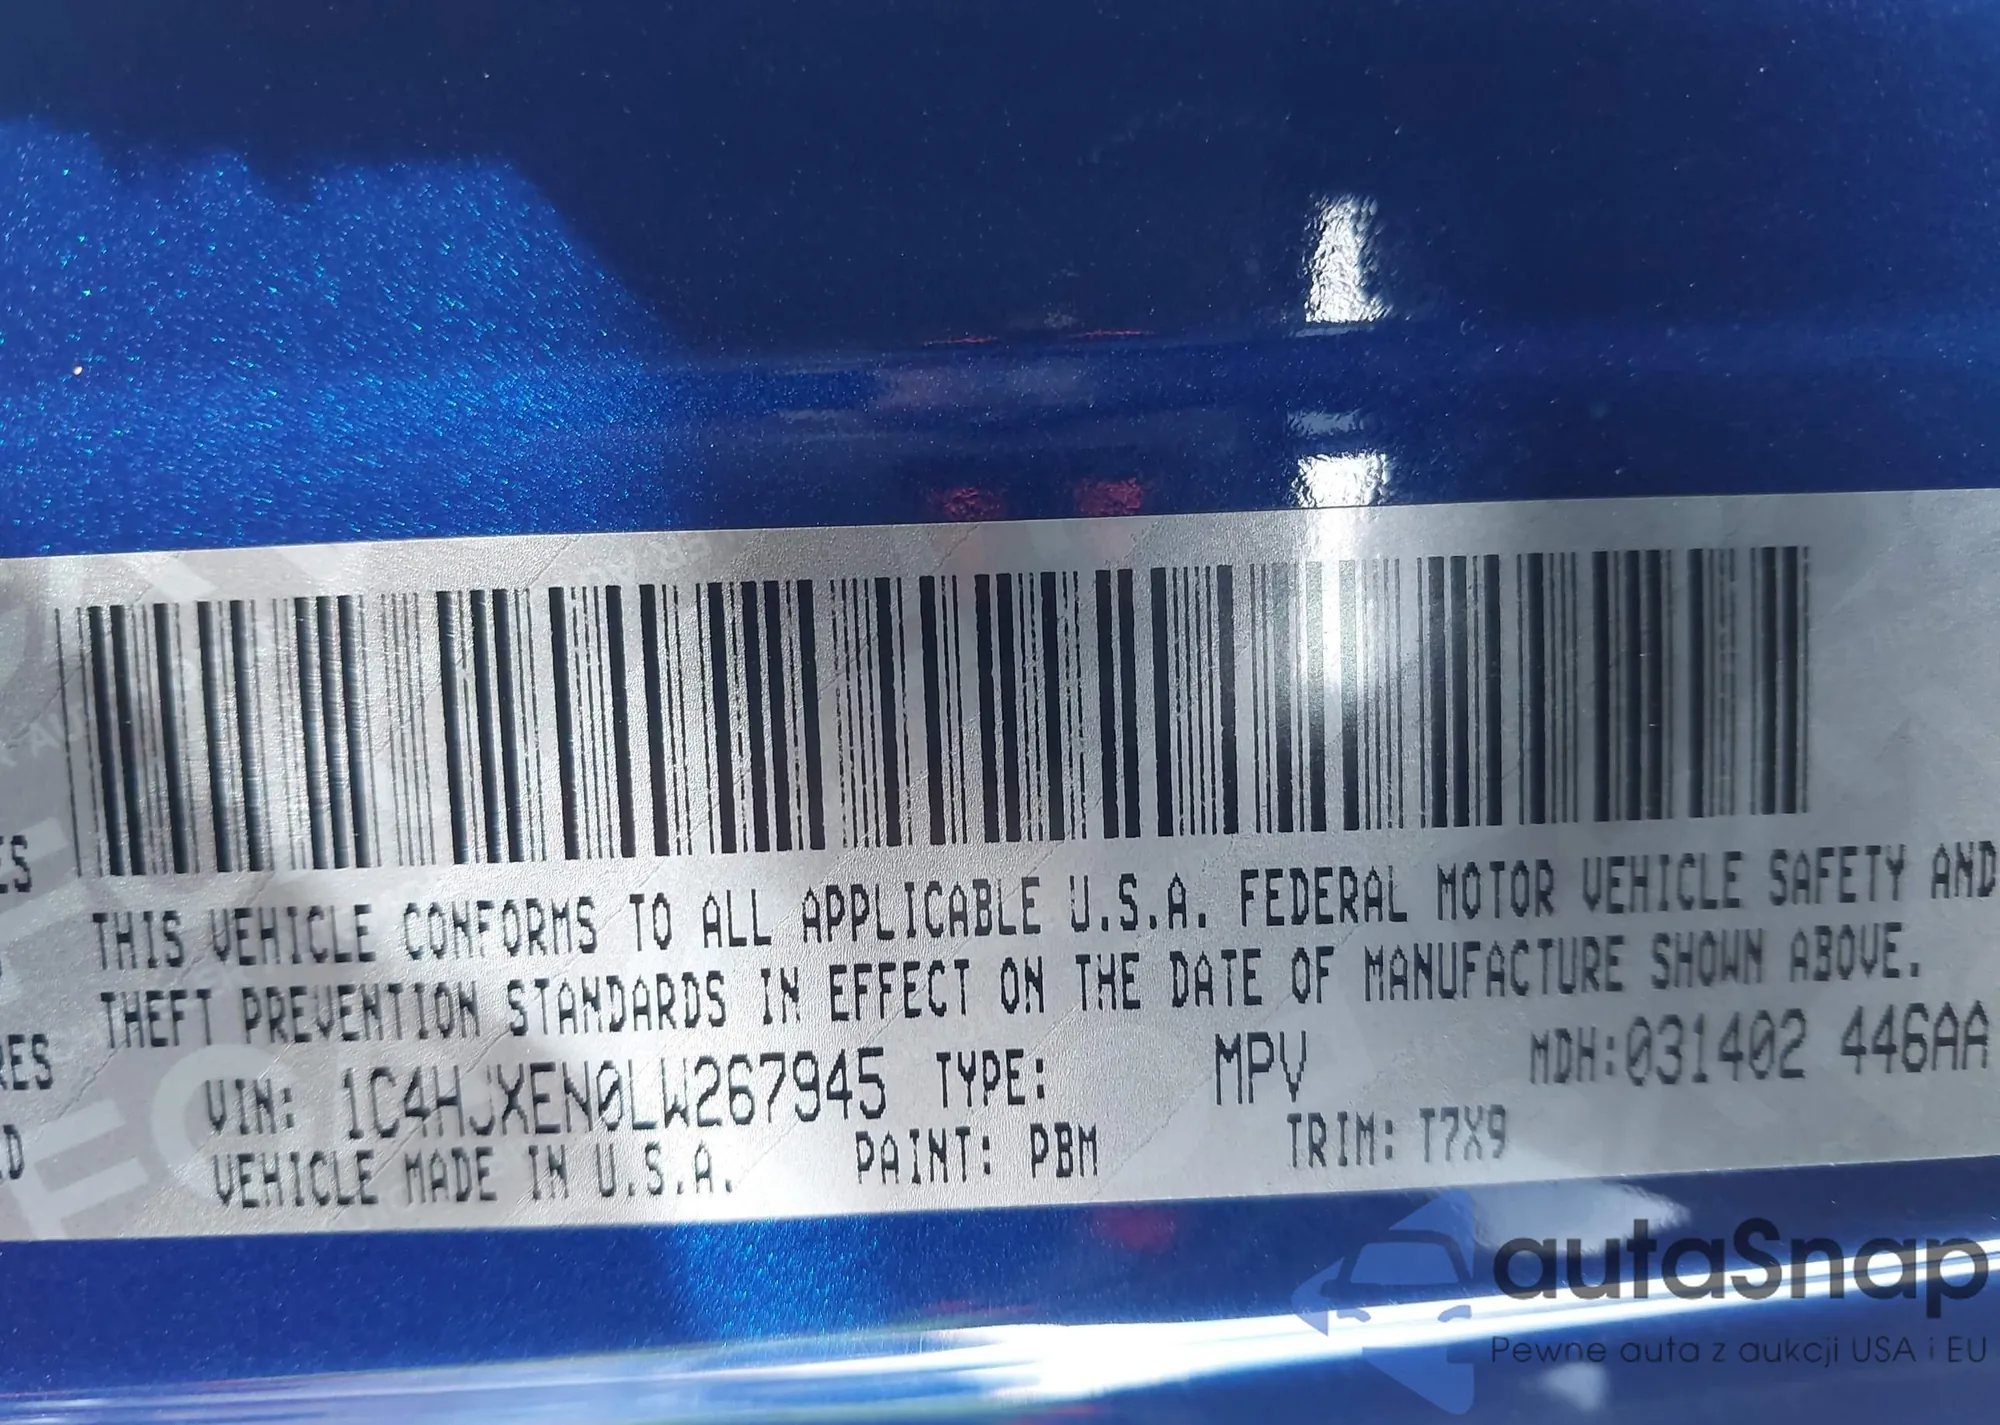 ES
THIS VEHICLE CONFORMS TO ALL APPLICABLE U.S.A. FEDERAL MOTOR VEHICLE SAFETY AND
THEFT PREVENTION STANDARDS IN EFFECT ON THE DATE OF MANUFACTURE SHOWN ABOVE.
RES
VIN: 1C4HJXEN0LW267945 TYPE: MPV MDH:031402 446AA
D
VEHICLE MADE IN U.S.A. PAINT: PBM TRIM: T7X9
autaSnap
Pewne auta z aukcji USA i EU